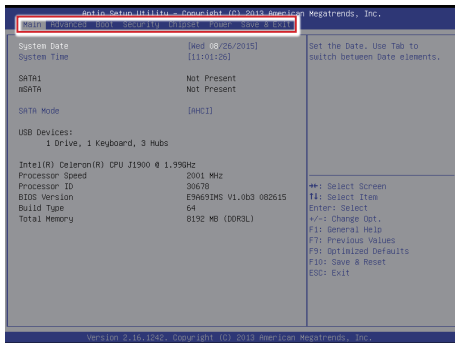 Aptio Setup Utility - Copyright (C) 2013 American Megatrends, Inc.
Main Advanced Boot Security Chipset Power Save & Exit
System Date [Wed 08/26/2015]
System Time [11:01:26]
SATA1 Not Present
mSATA Not Present
SATA Mode [AHCI]
USB Devices:
1 Drive, 1 Keyboard, 3 Hubs
Intel(R) Celeron(R) CPU J1900 @ 1.99GHz
Processor Speed 2001 MHz
Processor ID 30678
BIOS Version E9A69IMS V1.0b3 082615
Build Type 64
Total Memory 8192 MB (DDR3L)
Set the Date. Use Tab to
switch between Date elements.
→←: Select Screen
↑↓: Select Item
Enter: Select
+/-: Change Opt.
F1: General Help
F7: Previous Values
F9: Optimized Defaults
F10: Save & Reset
ESC: Exit
Version 2.16.1242. Copyright (C) 2013 American Megatrends, Inc.